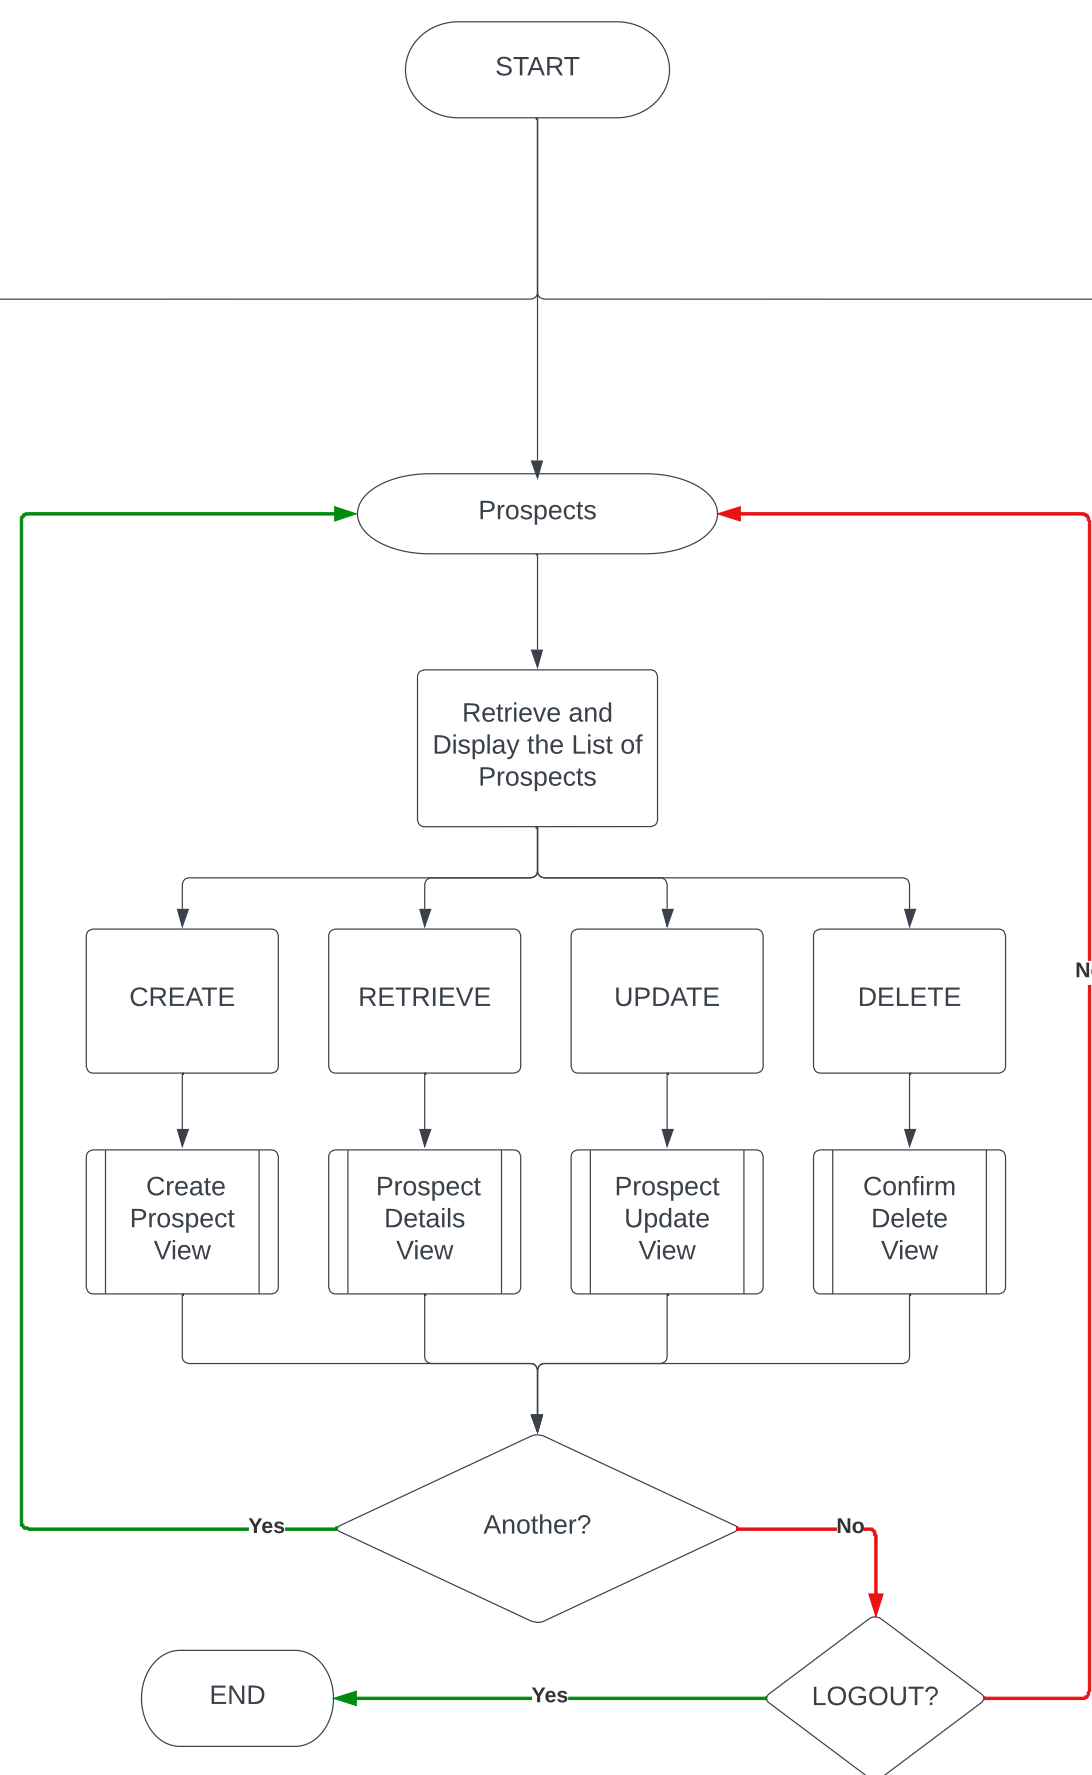 START
Prospects
Retrieve and
Display the List of
Prospects
No
CREATE
RETRIEVE
UPDATE
DELETE
Create
Prospect
View
Prospect
Details
View
Prospect
Update
View
Confirm
Delete
View
Yes
Another?
No
END
Yes
LOGOUT?